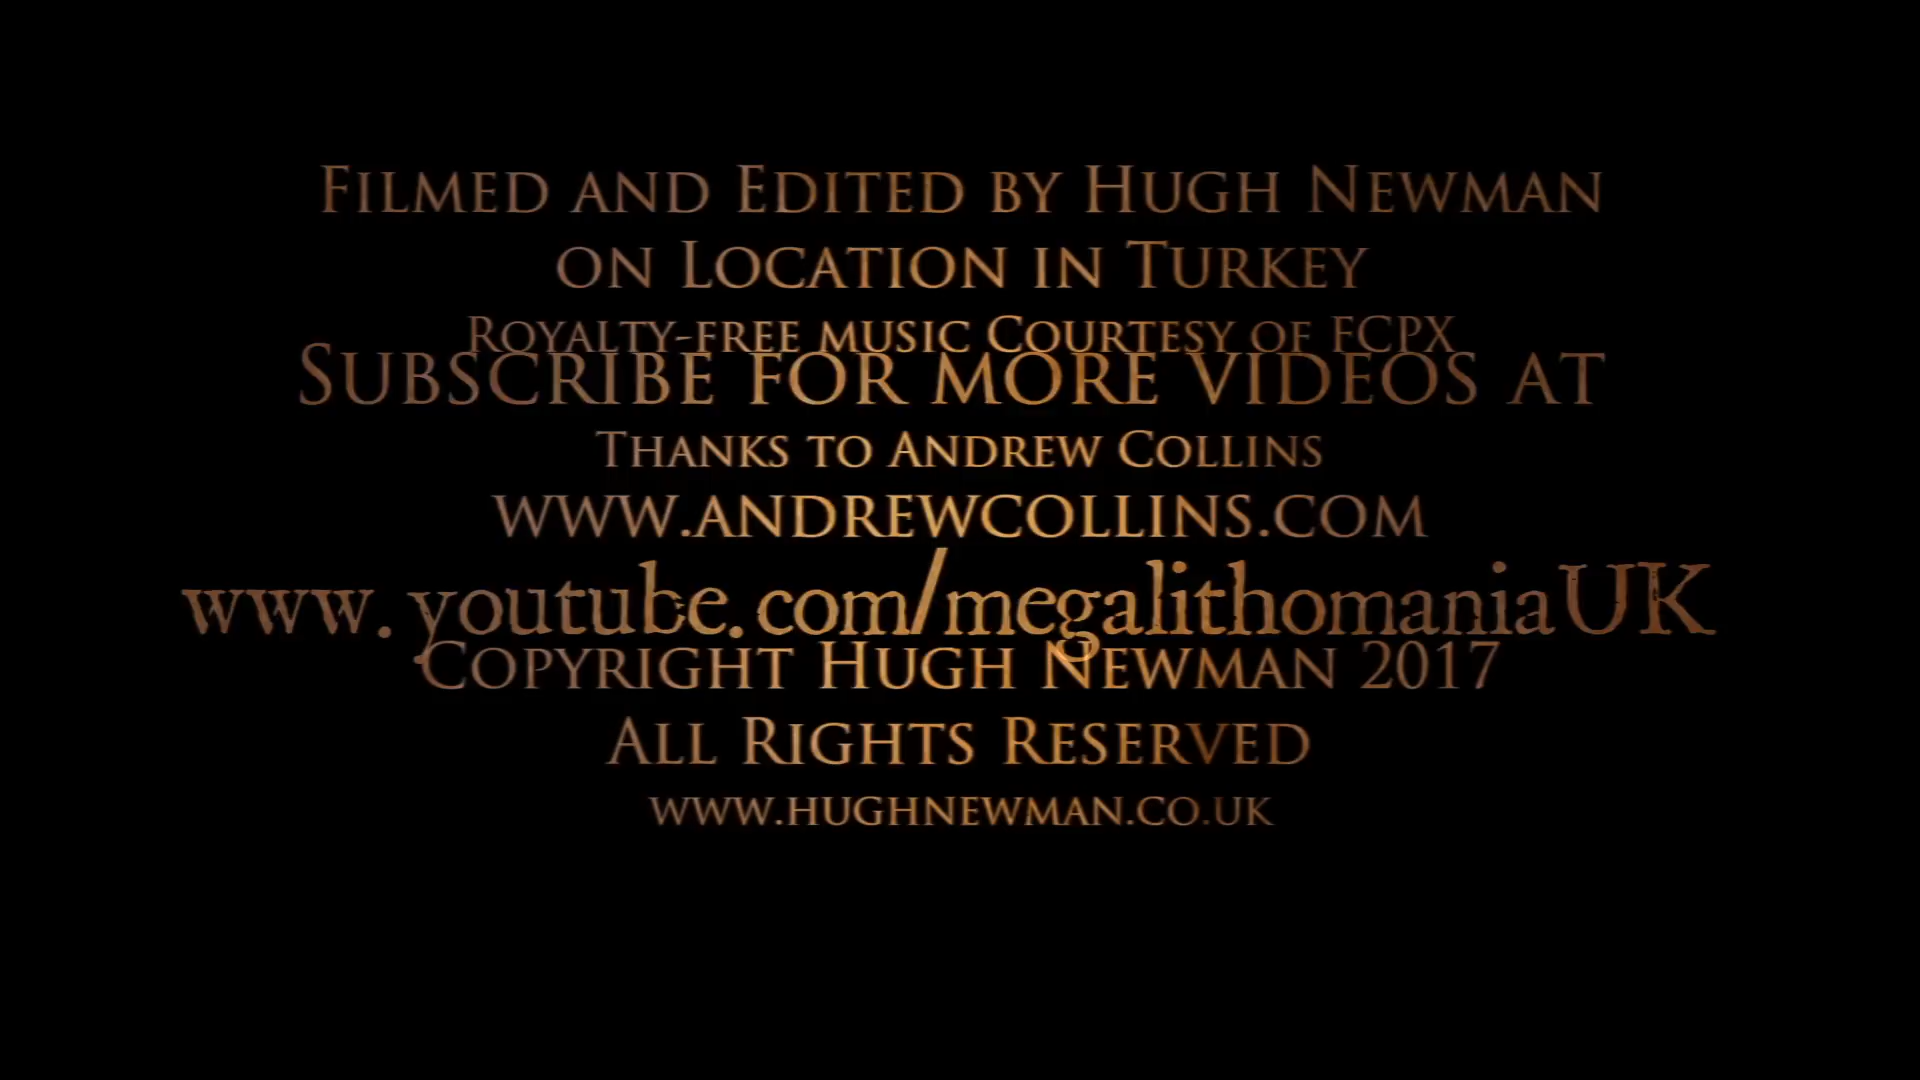 Filmed and Edited by Hugh Newman
on Location in Turkey
Royalty-free music Courtesy of FCPX
Subscribe for more videos at
Thanks to Andrew Collins
www.andrewcollins.com
www.youtube.com/megalithomaniaUK
Copyright Hugh Newman 2017
All Rights Reserved
www.hughnewman.co.uk